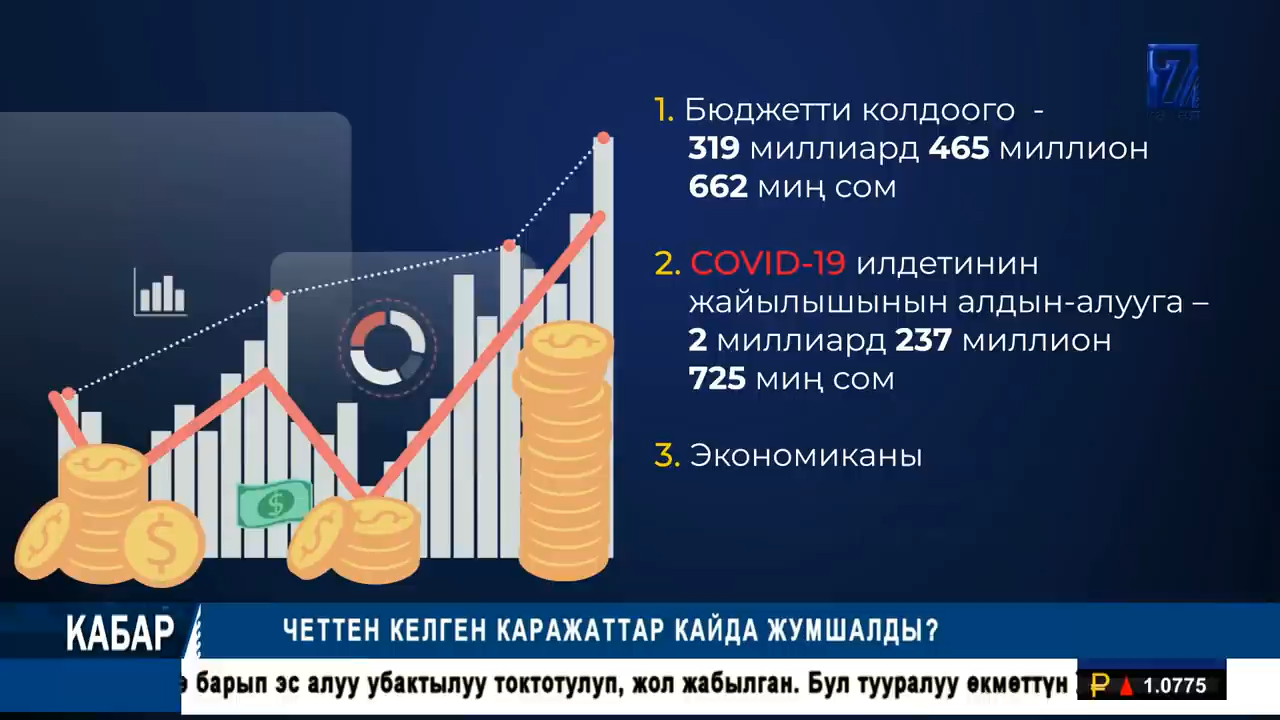 1. Бюджетти колдоого -
319 миллиард 465 миллион
662 миң сом
2. COVID-19 илдетинин
жайылышынын алдын-алууга –
2 миллиард 237 миллион
725 миң сом
3. Экономиканы
КАБАР
ЧЕТТЕН КЕЛГЕН КАРАЖАТТАР КАЙДА ЖУМШАЛДЫ?
барып эс алуу убактылуу токтотулуп, жол жабылган. Бул тууралуу өкмөттүн
₽ ▲ 1.0775
7